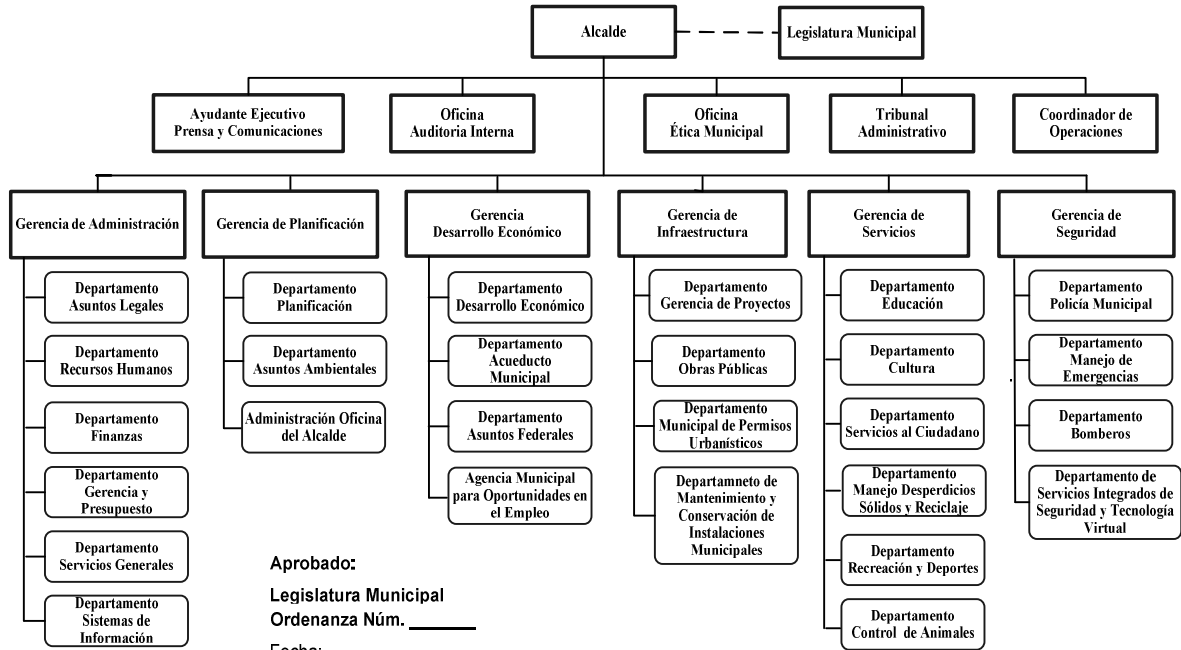 Alcalde
Legislatura Municipal
Ayudante Ejecutivo
Prensa y Comunicaciones
Oficina
Auditoria Interna
Oficina
Ética Municipal
Tribunal
Administrativo
Coordinador de
Operaciones
Gerencia de Administración
Gerencia de Planificación
Gerencia
Desarrollo Económico
Gerencia de
Infraestructura
Gerencia de
Servicios
Gerencia de
Seguridad
Departamento
Asuntos Legales
Departamento
Recursos Humanos
Departamento
Finanzas
Departamento
Gerencia y
Presupuesto
Departamento
Servicios Generales
Departamento
Sistemas de
Información
Departamento
Planificación
Departamento
Asuntos Ambientales
Administración Oficina
del Alcalde
Departamento
Desarrollo Económico
Departamento
Acueducto
Municipal
Departamento
Asuntos Federales
Agencia Municipal
para Oportunidades en
el Empleo
Departamento
Gerencia de Proyectos
Departamento
Obras Públicas
Departamento
Municipal de Permisos
Urbanísticos
Departamneto de
Mantenimiento y
Conservación de
Instalaciones
Municipales
Departamento
Educación
Departamento
Cultura
Departamento
Servicios al Ciudadano
Departamento
Manejo Desperdicios
Sólidos y Reciclaje
Departamento
Recreación y Deportes
Departamento
Control de Animales
Departamento
Policía Municipal
Departamento
Manejo de
Emergencias
Departamento
Bomberos
Departamento de
Servicios Integrados de
Seguridad y Tecnología
Virtual
Aprobado:
Legislatura Municipal
Ordenanza Núm. ______
Fecha: